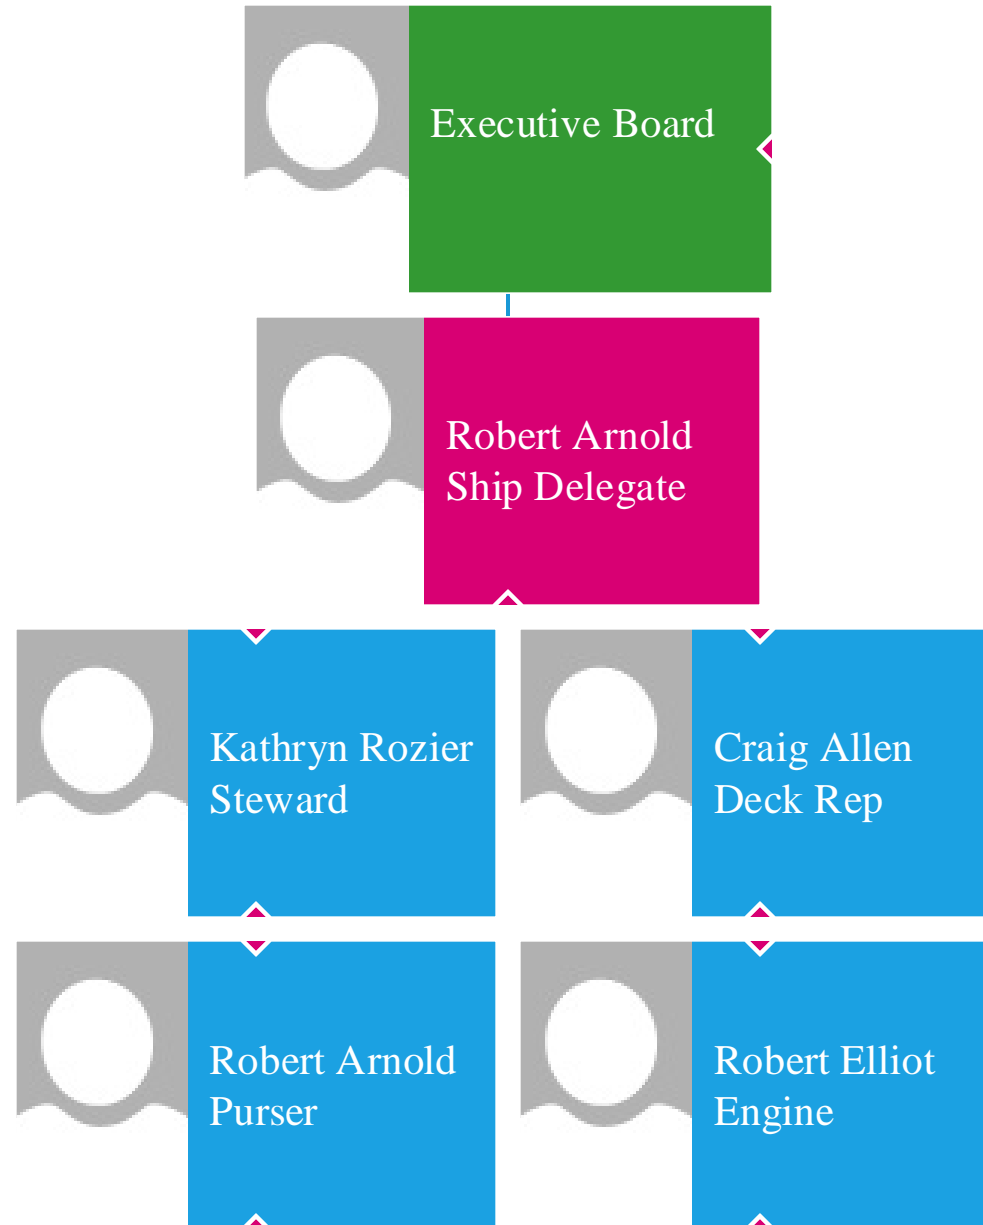 Executive Board
Robert Arnold
Ship Delegate
Kathryn Rozier
Steward
Craig Allen
Deck Rep
Robert Arnold
Purser
Robert Elliot
Engine